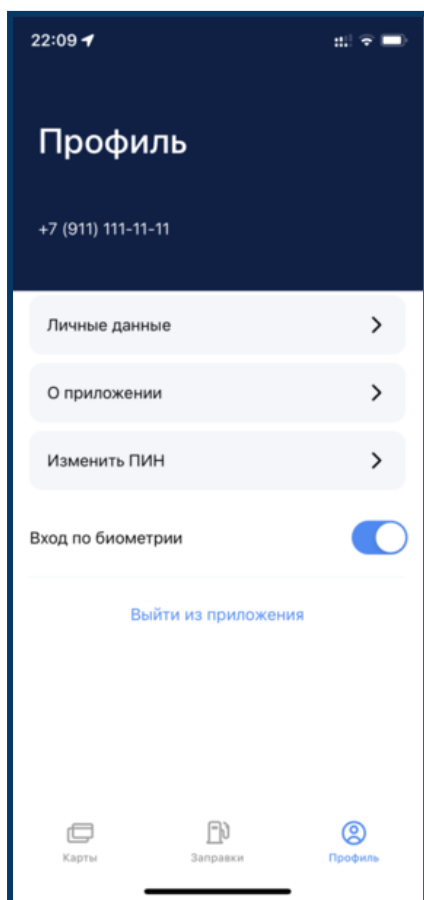 22:09
Профиль
+7 (911) 111-11-11
Личные данные
О приложении
Изменить ПИН
Вход по биометрии
Выйти из приложения
Карты
Заправки
Профиль